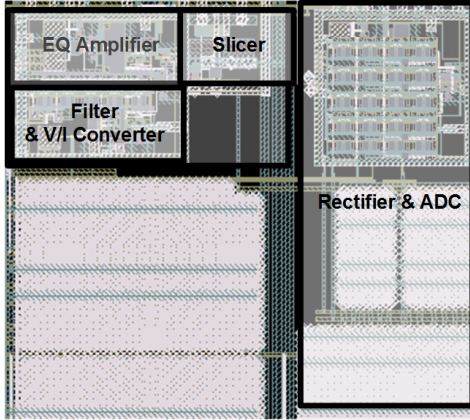 EQ Amplifier
Slicer
Filter
& V/I Converter
Rectifier & ADC